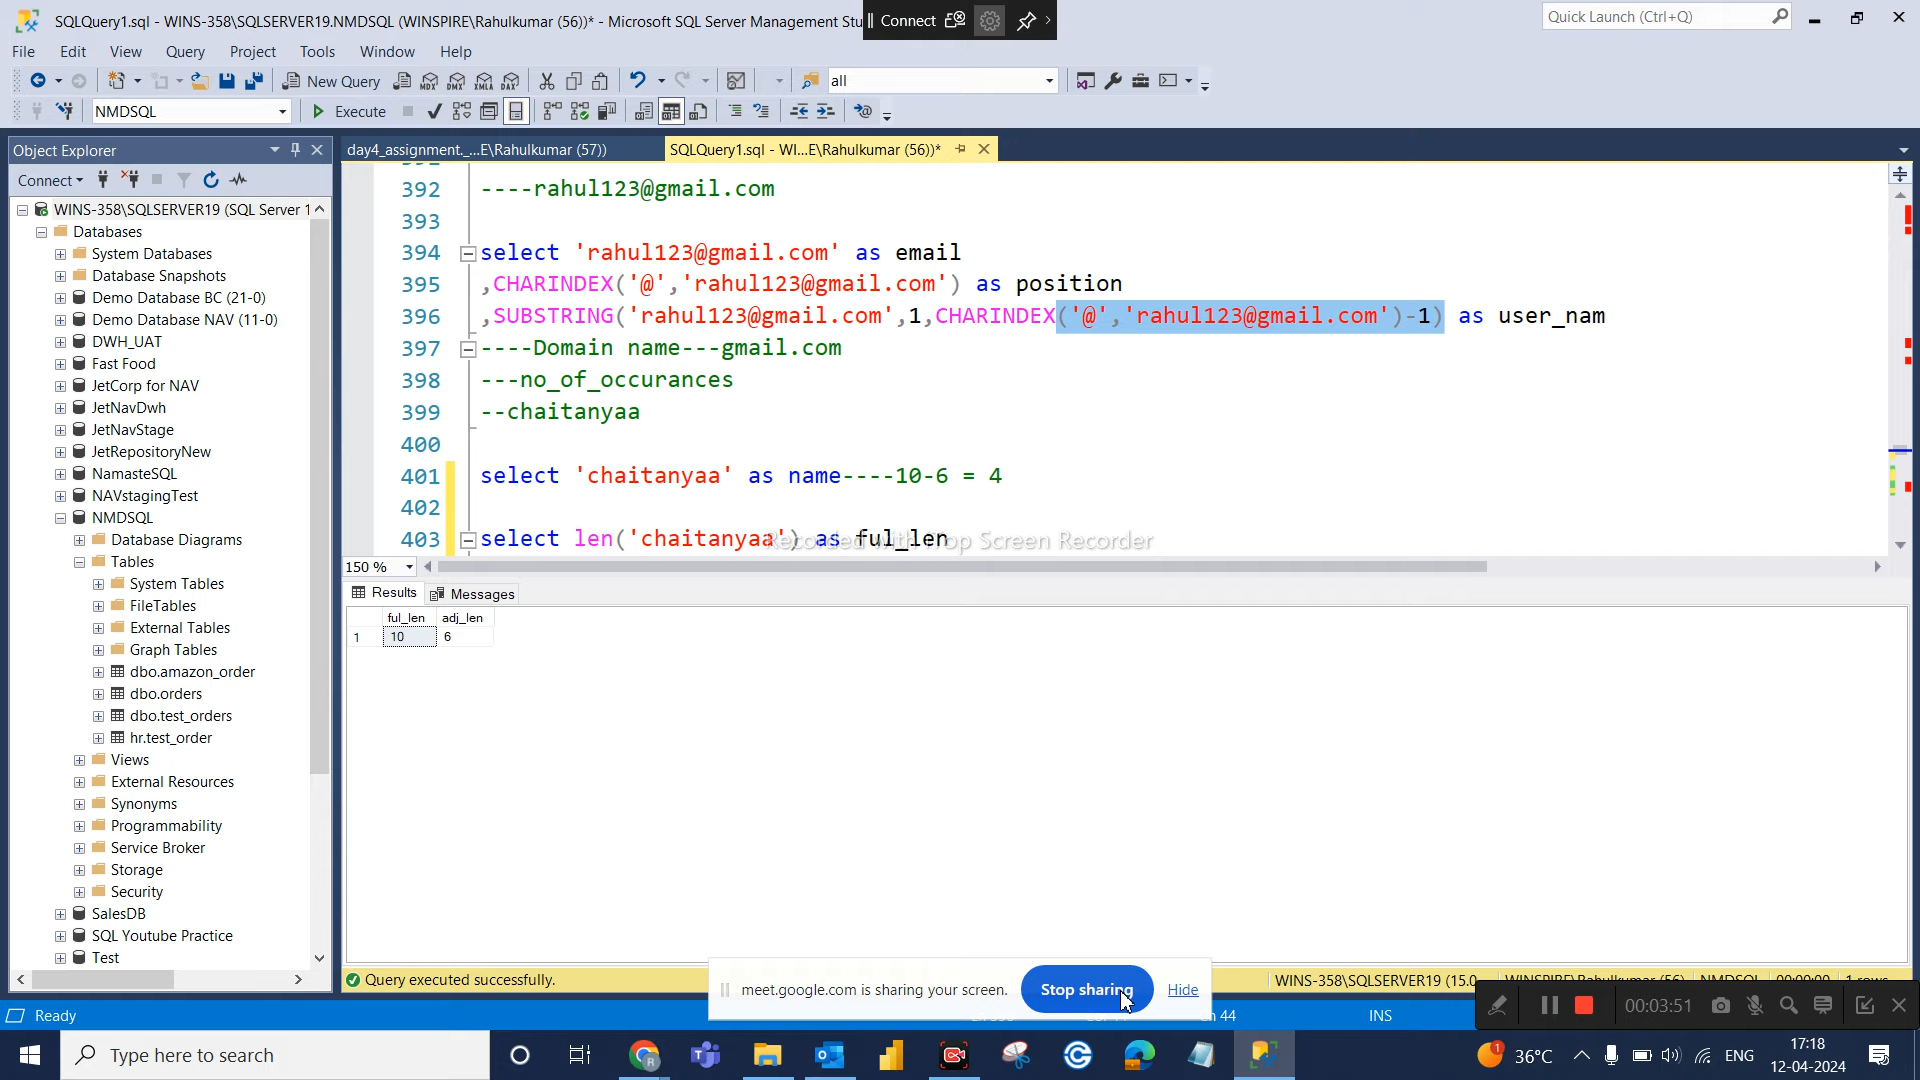 SQLQuery1.sql - WINS-358\SQLSERVER19.NMDSQL (WINSPIRE\Rahulkumar (56))* - Microsoft SQL Server Management Stu
Connect
Quick Launch (Ctrl+Q)
File Edit View Query Project Tools Window Help
New Query
MDX DMX XMLA DAX
all
NMDSQL
Execute
Object Explorer
day4_assignment._...E\Rahulkumar (57))
SQLQuery1.sql - WI...E\Rahulkumar (56))*
Connect
WINS-358\SQLSERVER19 (SQL Server 1
Databases
System Databases
Database Snapshots
Demo Database BC (21-0)
Demo Database NAV (11-0)
DWH_UAT
Fast Food
JetCorp for NAV
JetNavDwh
JetNavStage
JetRepositoryNew
NamasteSQL
NAVstagingTest
NMDSQL
Database Diagrams
Tables
System Tables
FileTables
External Tables
Graph Tables
dbo.amazon_order
dbo.orders
dbo.test_orders
hr.test_order
Views
External Resources
Synonyms
Programmability
Service Broker
Storage
Security
SalesDB
SQL Youtube Practice
Test
392 ----rahul123@gmail.com
393
394 select 'rahul123@gmail.com' as email
395 ,CHARINDEX('@','rahul123@gmail.com') as position
396 ,SUBSTRING('rahul123@gmail.com',1,CHARINDEX('@','rahul123@gmail.com')-1) as user_nam
397 ----Domain name---gmail.com
398 ---no_of_occurances
399 --chaitanyaa
400
401 select 'chaitanyaa' as name----10-6 = 4
402
403 select len('chaitanyaa') as ful_len
150 %
Results Messages
ful_len adj_len
1 10 6
Query executed successfully.
WINS-358\SQLSERVER19 (15.0
meet.google.com is sharing your screen. Stop sharing Hide
Ready
INS
00:03:51
Type here to search
36°C
ENG
17:18
12-04-2024